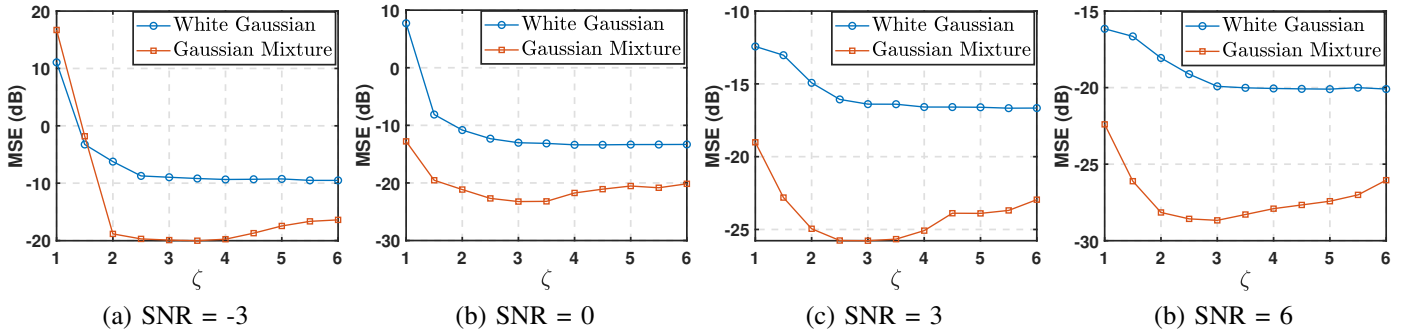 20
10
0
-10
-20
MSE (dB)
1 2 3 4 5 6
ζ
White Gaussian
Gaussian Mixture
(a) SNR = -3
10
0
-10
-20
-30
MSE (dB)
1 2 3 4 5 6
ζ
White Gaussian
Gaussian Mixture
(b) SNR = 0
-10
-15
-20
-25
MSE (dB)
1 2 3 4 5 6
ζ
White Gaussian
Gaussian Mixture
(c) SNR = 3
-15
-20
-25
-30
MSE (dB)
1 2 3 4 5 6
ζ
White Gaussian
Gaussian Mixture
(b) SNR = 6